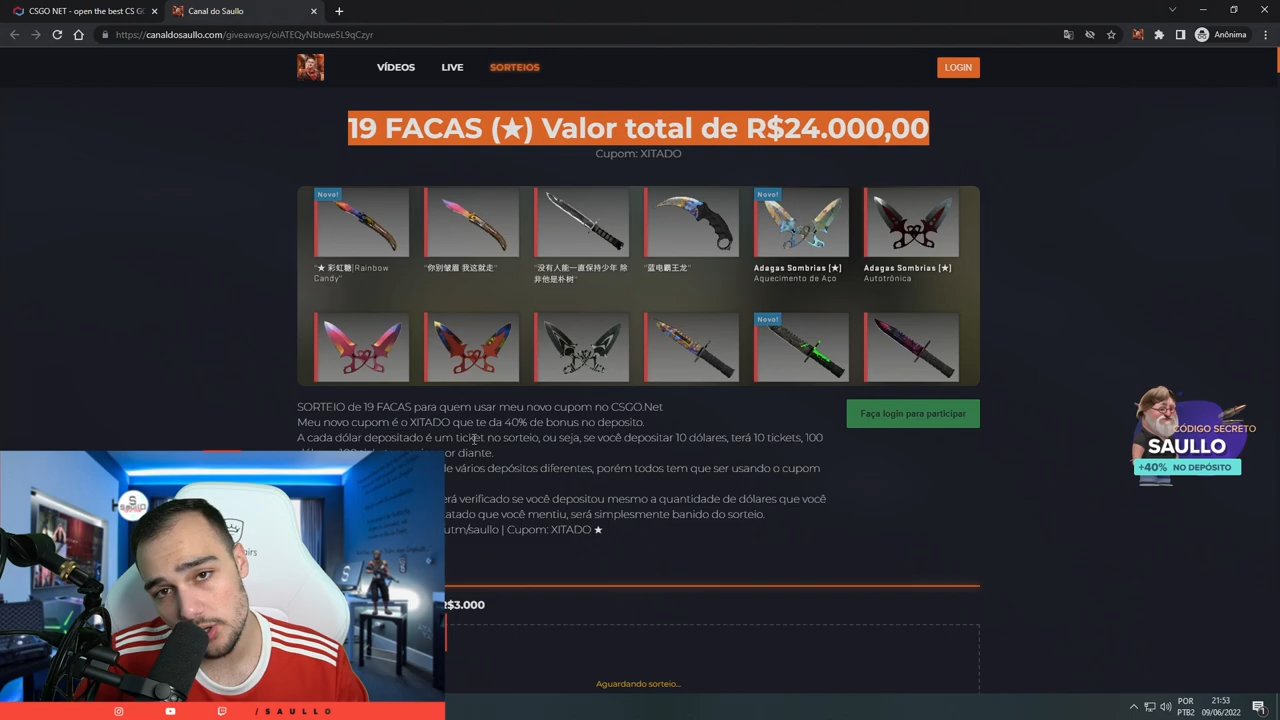 CSGO NET - open the best CS G
Canal do Saullo
https://canaldosaullo.com/giveaways/oiATEQyNbbwe5L9qCzyr
Anônima
VÍDEOS
LIVE
SORTEIOS
LOGIN
19 FACAS (★) Valor total de R$24.000,00
Cupom: XITADO
Novo!
Novo!
"★ 彩虹糖|Rainbow
Candy"
"你别皱眉 我这就走"
"没有人能一直保持少年 除
非他是朴树"
"蓝电霸王龙"
Adagas Sombrias [★]
Aquecimento de Aço
Adagas Sombrias [★]
Autotrônica
Novo!
SORTEIO de 19 FACAS para quem usar meu novo cupom no CSGO.Net
Meu novo cupom é o XITADO que te da 40% de bonus no deposito.
A cada dólar depositado é um ticket no sorteio, ou seja, se você depositar 10 dólares, terá 10 tickets, 100
or diante.
de vários depósitos diferentes, porém todos tem que ser usando o cupom
erá verificado se você depositou mesmo a quantidade de dólares que você
tatado que você mentiu, será simplesmente banido do sorteio.
utm/saullo | Cupom: XITADO ★
Faça login para participar
CÓDIGO SECRETO
SAULLO
+40% NO DEPÓSITO
R$3.000
Aguardando sorteio...
/SAULLO
POR
PTB2
21:53
09/06/2022